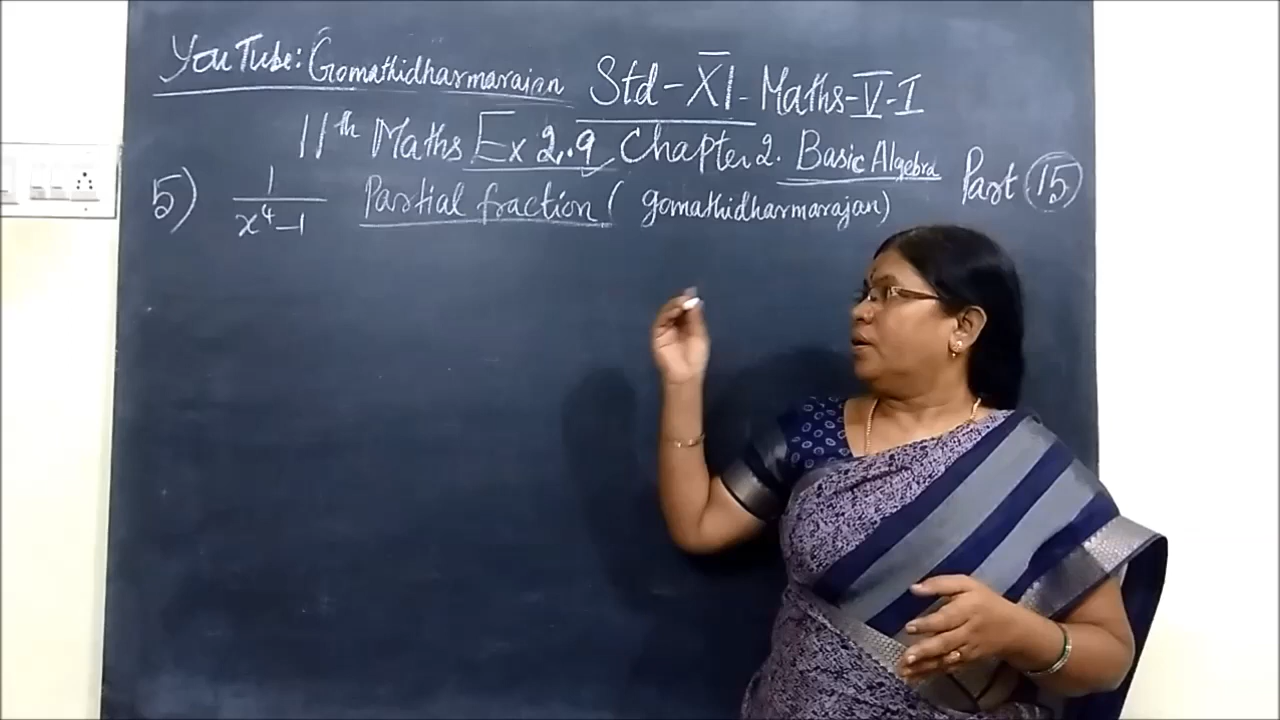 YouTube: Gomathidharmarajan Std-XI-Maths-V-I
11th Maths Ex 2.9 Chapter 2. Basic Algebra Part 15
5) 1/(x^4-1) Partial fraction (gomathidharmarajan)